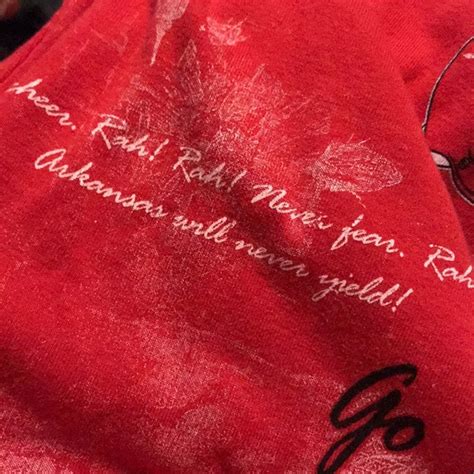 cheer. Rah! Rah! Never fear. Rah
Arkansas will never yield!
Go